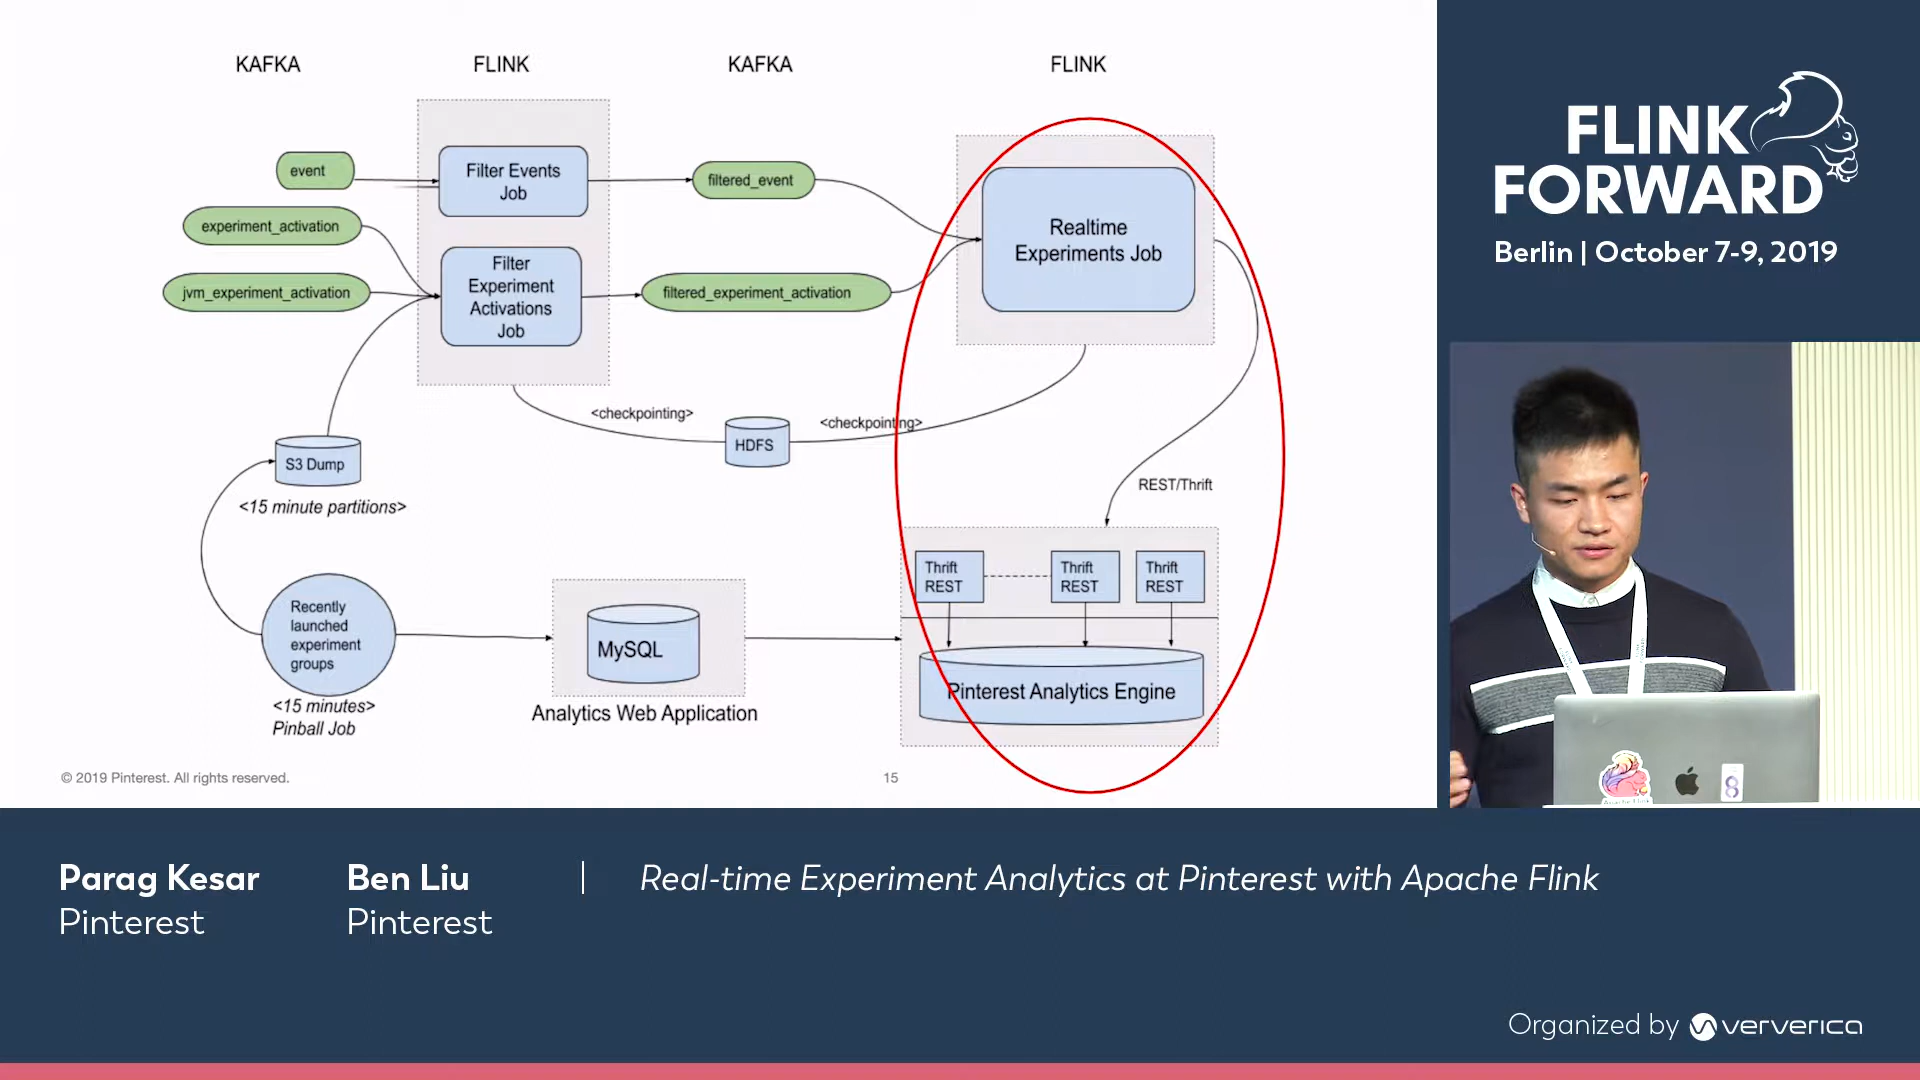 KAFKA
FLINK
KAFKA
FLINK
event
experiment_activation
jvm_experiment_activation
Filter Events
Job
Filter
Experiment
Activations
Job
filtered_event
filtered_experiment_activation
Realtime
Experiments Job
<checkpointing>
HDFS
<checkpointing>
S3 Dump
<15 minute partitions>
REST/Thrift
Recently
launched
experiment
groups
<15 minutes>
Pinball Job
MySQL
Analytics Web Application
Thrift
REST
Thrift
REST
Thrift
REST
Pinterest Analytics Engine
© 2019 Pinterest. All rights reserved.
15
FLINK
FORWARD
Berlin | October 7-9, 2019
Apache Flink
8
Parag Kesar
Pinterest
Ben Liu
Pinterest
Real-time Experiment Analytics at Pinterest with Apache Flink
Organized by ververica